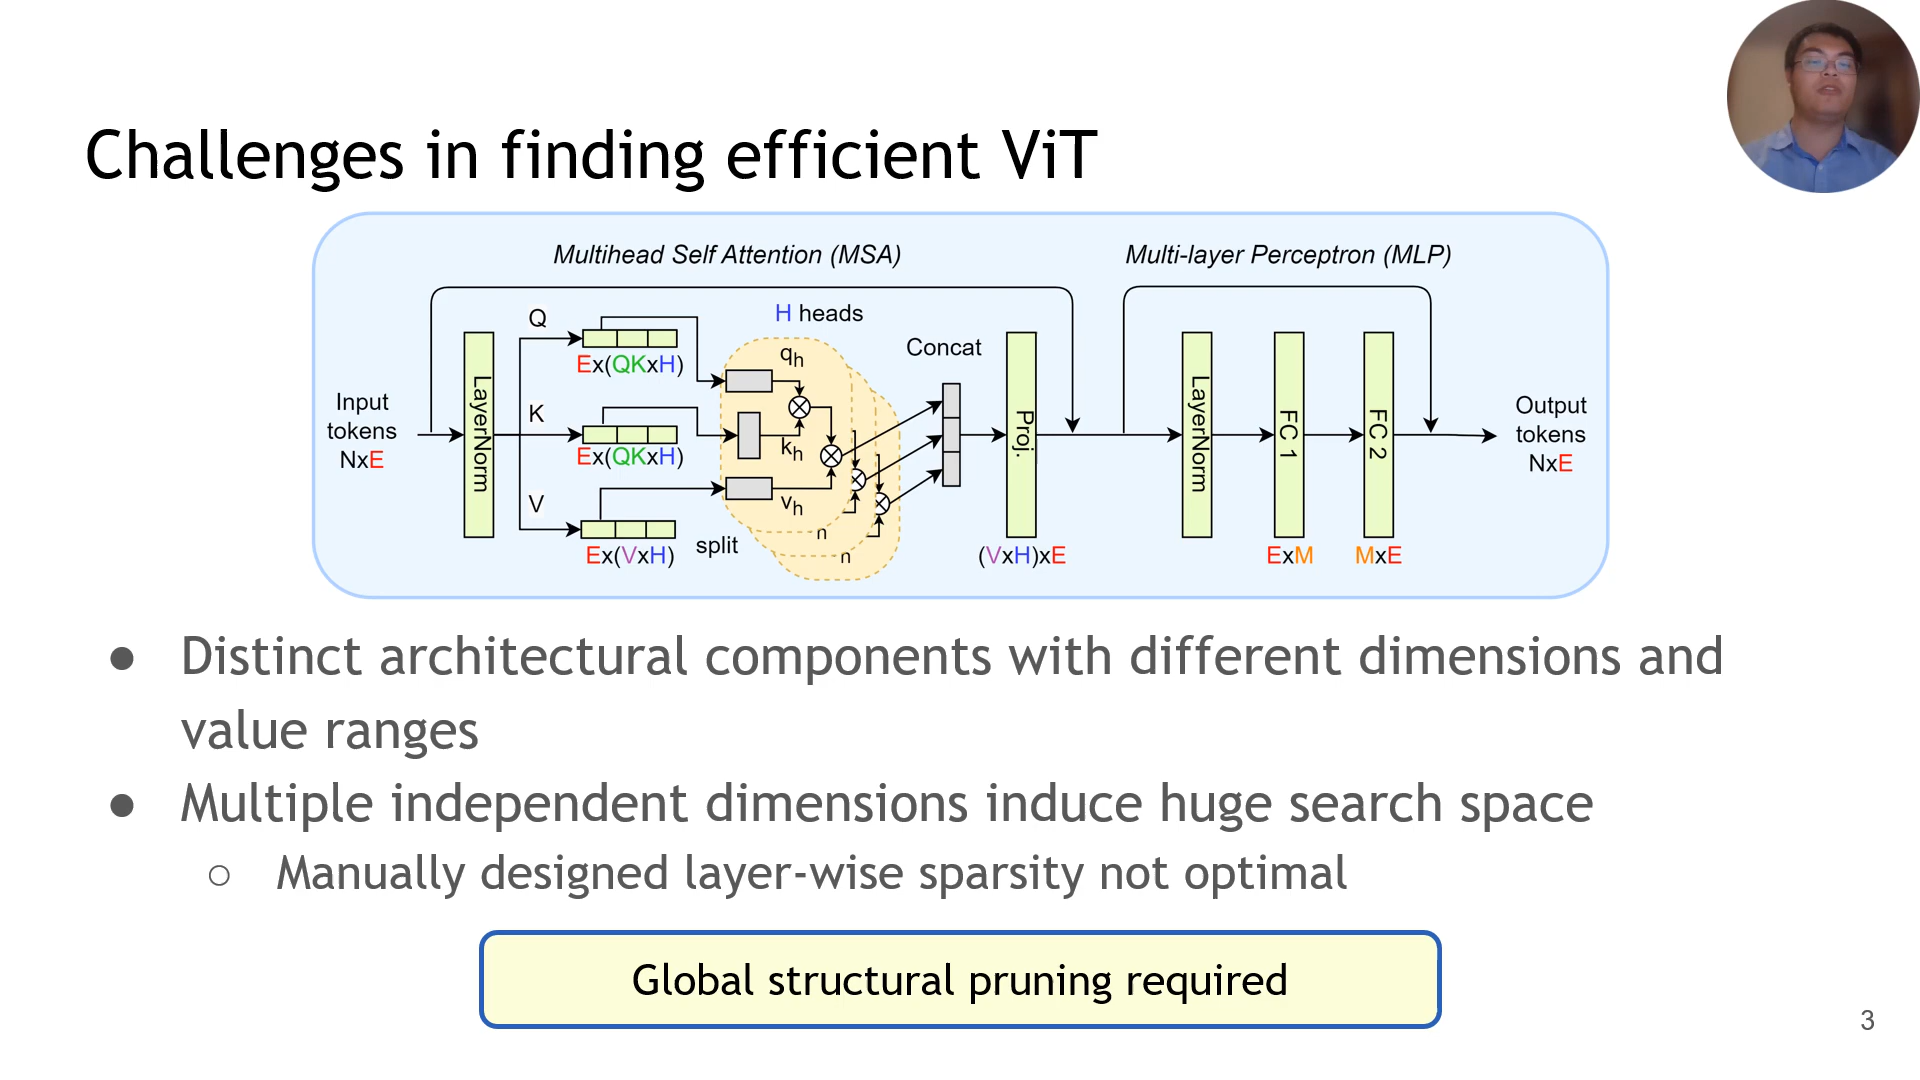 Challenges in finding efficient ViT
Multihead Self Attention (MSA)
Multi-layer Perceptron (MLP)
H heads
Concat
Input
tokens
NxE
LayerNorm
Q
Ex(QKxH)
K
Ex(QKxH)
V
Ex(VxH)
split
qh
kh
vh
n
n
Proj.
(VxH)xE
LayerNorm
FC 1
ExM
FC 2
MxE
Output
tokens
NxE
● Distinct architectural components with different dimensions and
value ranges
● Multiple independent dimensions induce huge search space
○ Manually designed layer-wise sparsity not optimal
Global structural pruning required
3